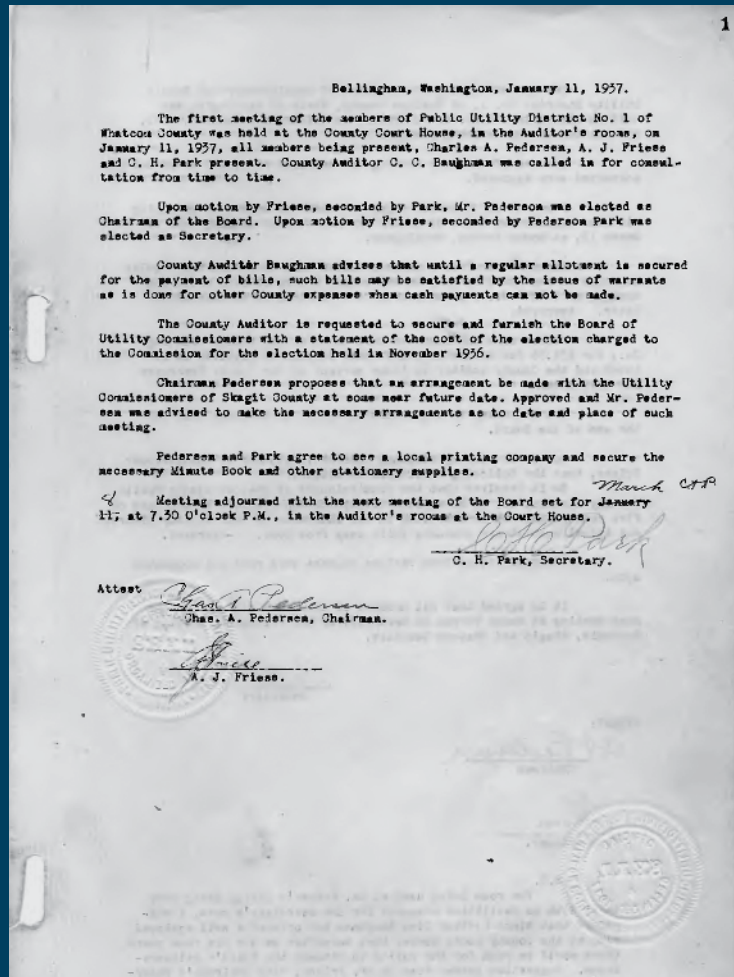 1
Bellingham, Washington, January 11, 1937.
The first meeting of the members of Public Utility District No. 1 of
Whatcom County was held at the County Court House, in the Auditor's rooms, on
January 11, 1937, all members being present, Charles A. Pedersen, A. J. Friese
and C. H. Park present. County Auditor C. C. Baughman was called in for consul-
tation from time to time.
Upon motion by Friese, seconded by Park, Mr. Pedersen was elected as
Chairman of the Board. Upon motion by Friese, seconded by Pedersen Park was
elected as Secretary.
County Auditor Baughman advises that until a regular allotment is secured
for the payment of bills, such bills may be satisfied by the issue of warrants
as is done for other County expenses when cash payments can not be made.
The County Auditor is requested to secure and furnish the Board of
Utility Commissioners with a statement of the cost of the election charged to
the Commission for the election held in November 1936.
Chairman Pedersen proposes that an arrangement be made with the Utility
Commissioners of Skagit County at some near future date. Approved and Mr. Peder-
sen was advised to make the necessary arrangements as to date and place of such
meeting.
Pedersen and Park agree to see a local printing company and secure the
necessary Minute Book and other stationery supplies.
March CHP
8 Meeting adjourned with the next meeting of the Board set for January
11, at 7.30 O'clock P.M., in the Auditor's rooms at the Court House.
C H Park
C. H. Park, Secretary.
Attest
Chas A Pedersen
Chas. A. Pedersen, Chairman.
A J Friese
A. J. Friese.